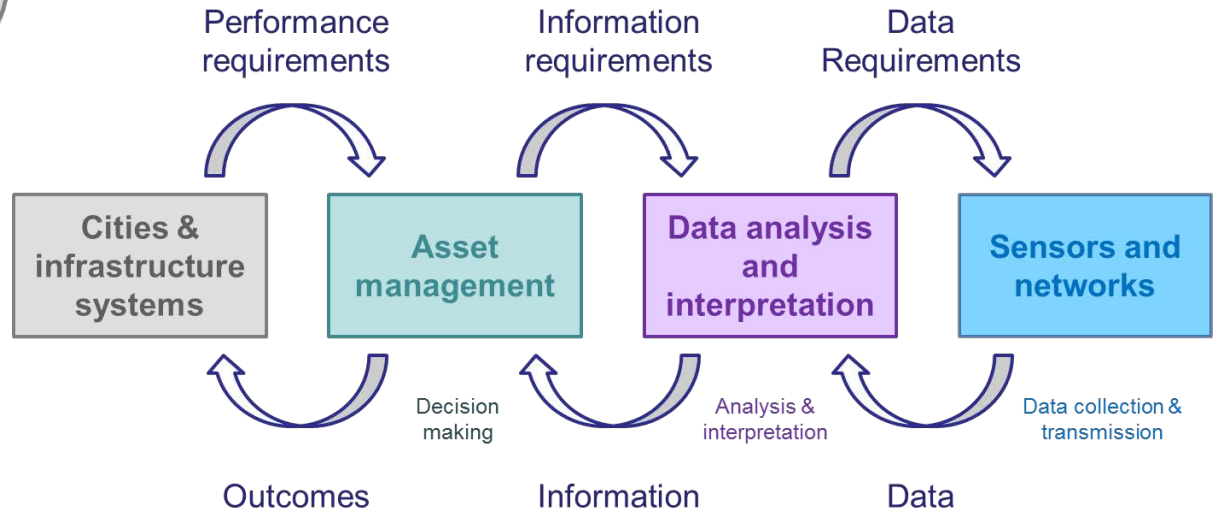 Performance
requirements
Information
requirements
Data
Requirements
Cities &
infrastructure
systems
Asset
management
Data analysis
and
interpretation
Sensors and
networks
Decision
making
Analysis &
interpretation
Data collection &
transmission
Outcomes
Information
Data